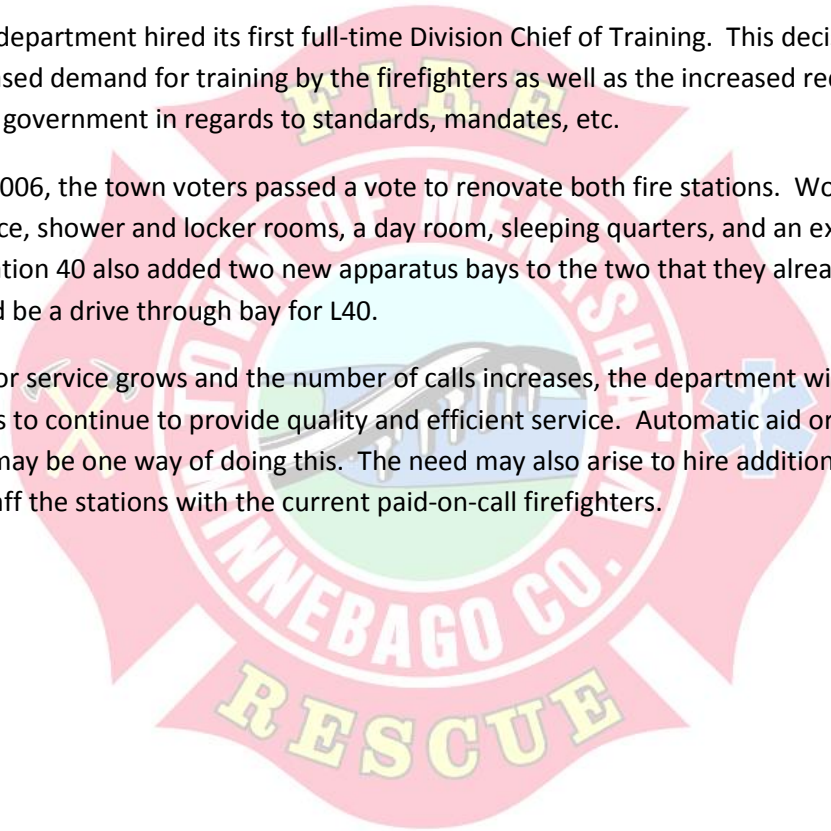 department hired its first full-time Division Chief of Training. This deci
ased demand for training by the firefighters as well as the increased re
government in regards to standards, mandates, etc.
006, the town voters passed a vote to renovate both fire stations. Wo
ce, shower and locker rooms, a day room, sleeping quarters, and an ex
ation 40 also added two new apparatus bays to the two that they alrea
d be a drive through bay for L40.
or service grows and the number of calls increases, the department wi
s to continue to provide quality and efficient service. Automatic aid or
may be one way of doing this. The need may also arise to hire addition
aff the stations with the current paid-on-call firefighters.
FIRE
TOWN OF MENASHA
WINNEBAGO CO.
RESCUE